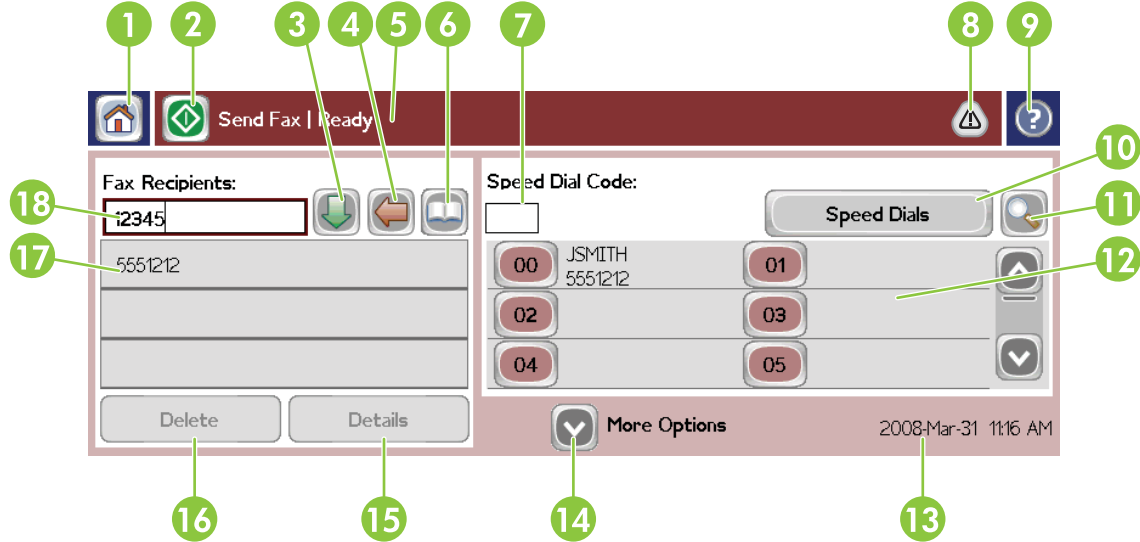 1 2 3 4 5 6 7 8 9
Send Fax | Ready ?
10
Fax Recipients: Speed Dial Code:
18 12345 Speed Dials 11
17 5551212 00 JSMITH 01 12
5551212
02 03
04 05
Delete Details More Options 2008-Mar-31 11:16 AM
16 15 14 13